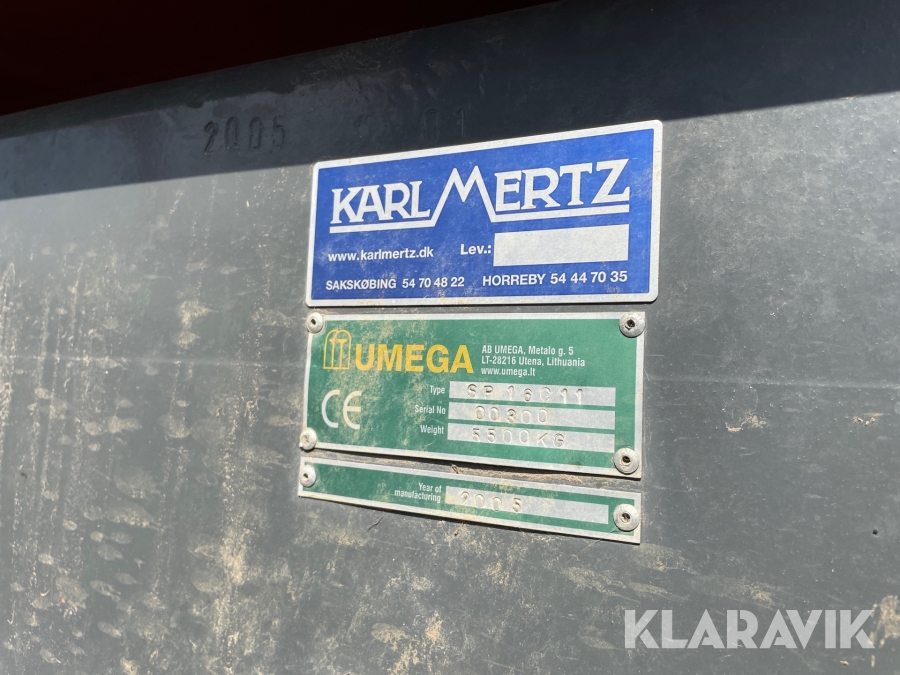 2005
KARL MERTZ
www.karlmertz.dk Lev.:
SAKSKØBING 54 70 48 22 HORREBY 54 44 70 35
UMEGA
AB UMEGA, Metalo g. 5
LT-28216 Utena, Lithuania
www.umega.lt
CE
Type SP16C11
Serial No 00300
Weight 5500KG
Year of
manufacturing 2005
KLARAVIK